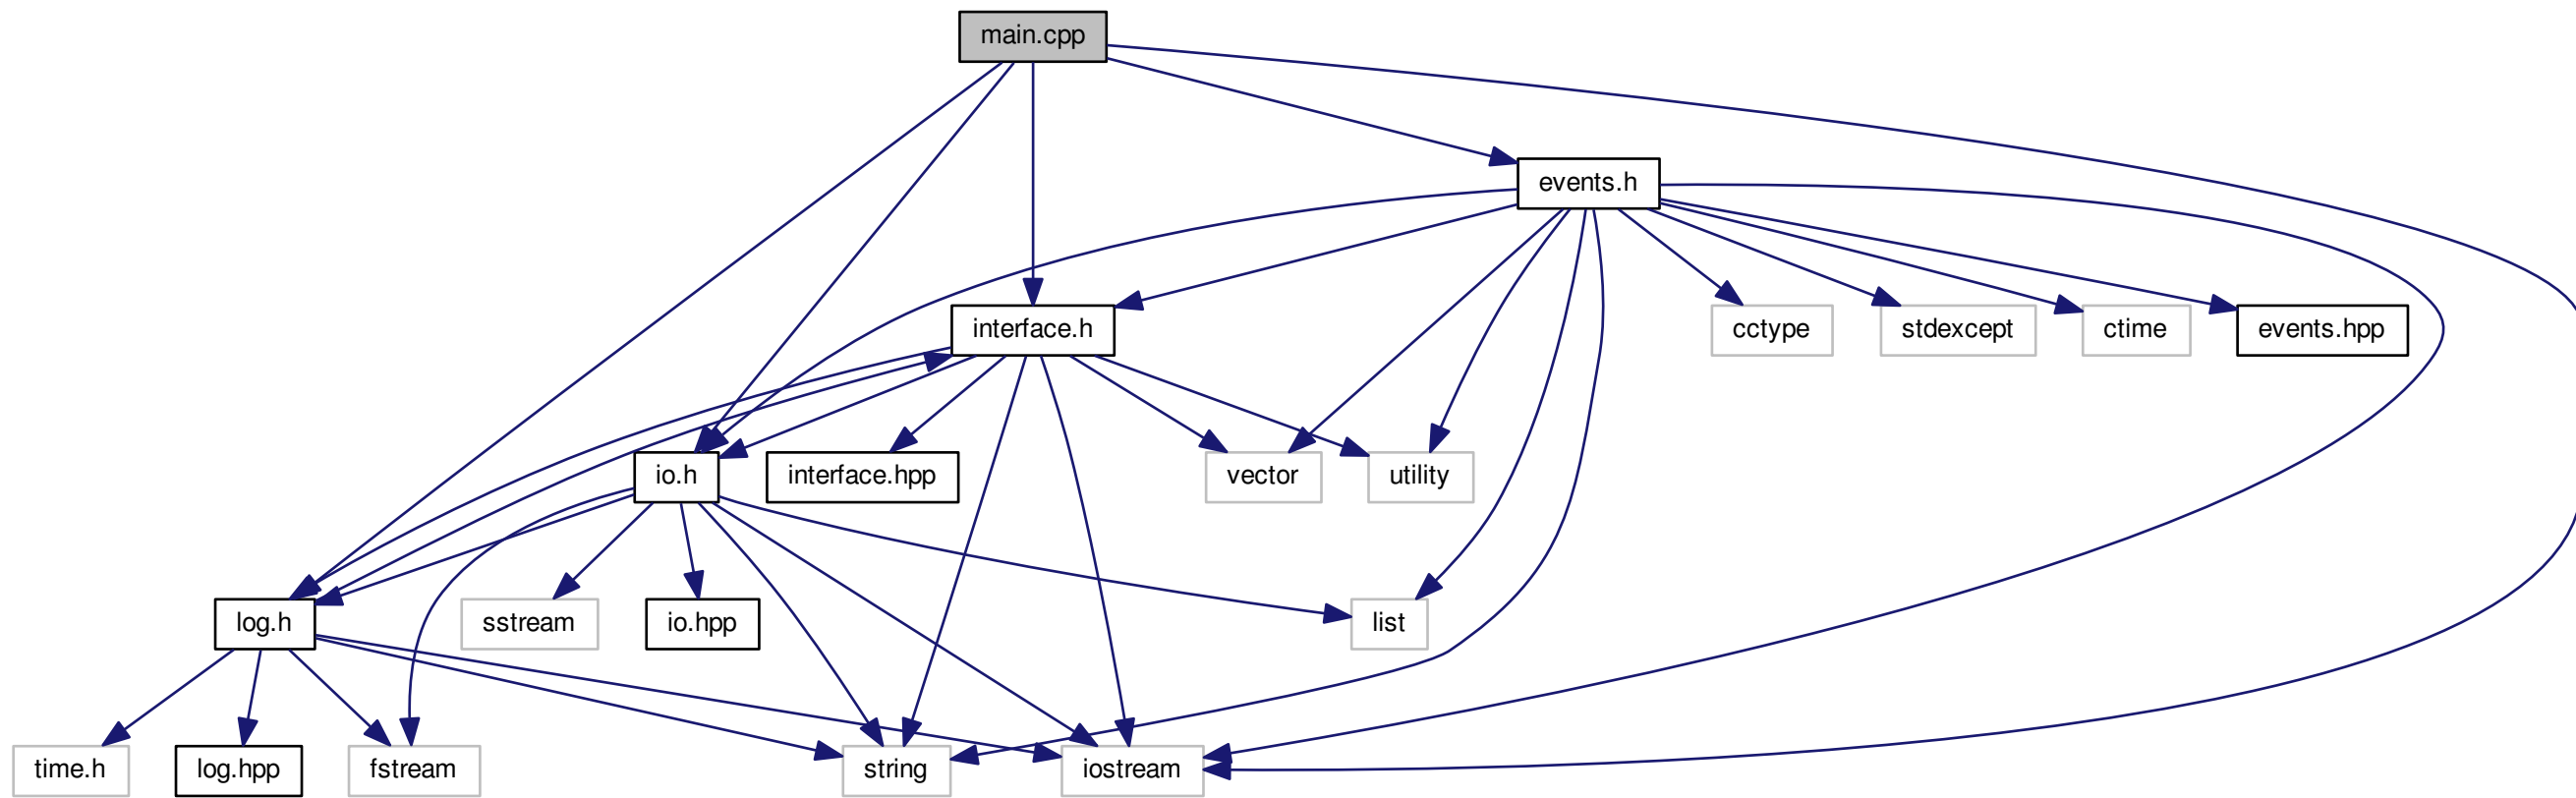 main.cpp
events.h
interface.h
cctype
stdexcept
ctime
events.hpp
io.h
interface.hpp
vector
utility
log.h
sstream
io.hpp
list
time.h
log.hpp
fstream
string
iostream